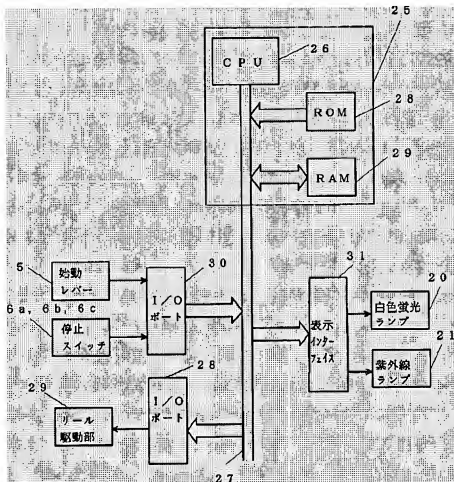 25
CPU
26
ROM
28
RAM
29
31
5
始動
レバー
30
I/O
ポート
20
白色蛍光
ランプ
6a, 6b, 6c
停止
スイッチ
表示
インター
フェイス
21
紫外線
ランプ
28
29
I/O
ポート
リール
駆動部
27